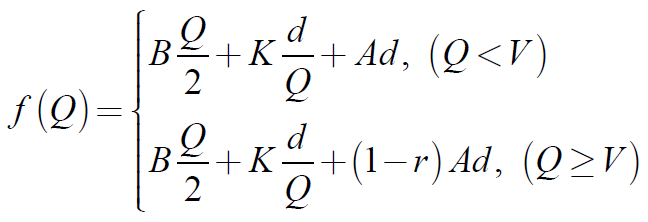 f(Q) = { B Q/2 + K d/Q + Ad, (Q < V)
B Q/2 + K d/Q + (1−r) Ad, (Q ≥ V)